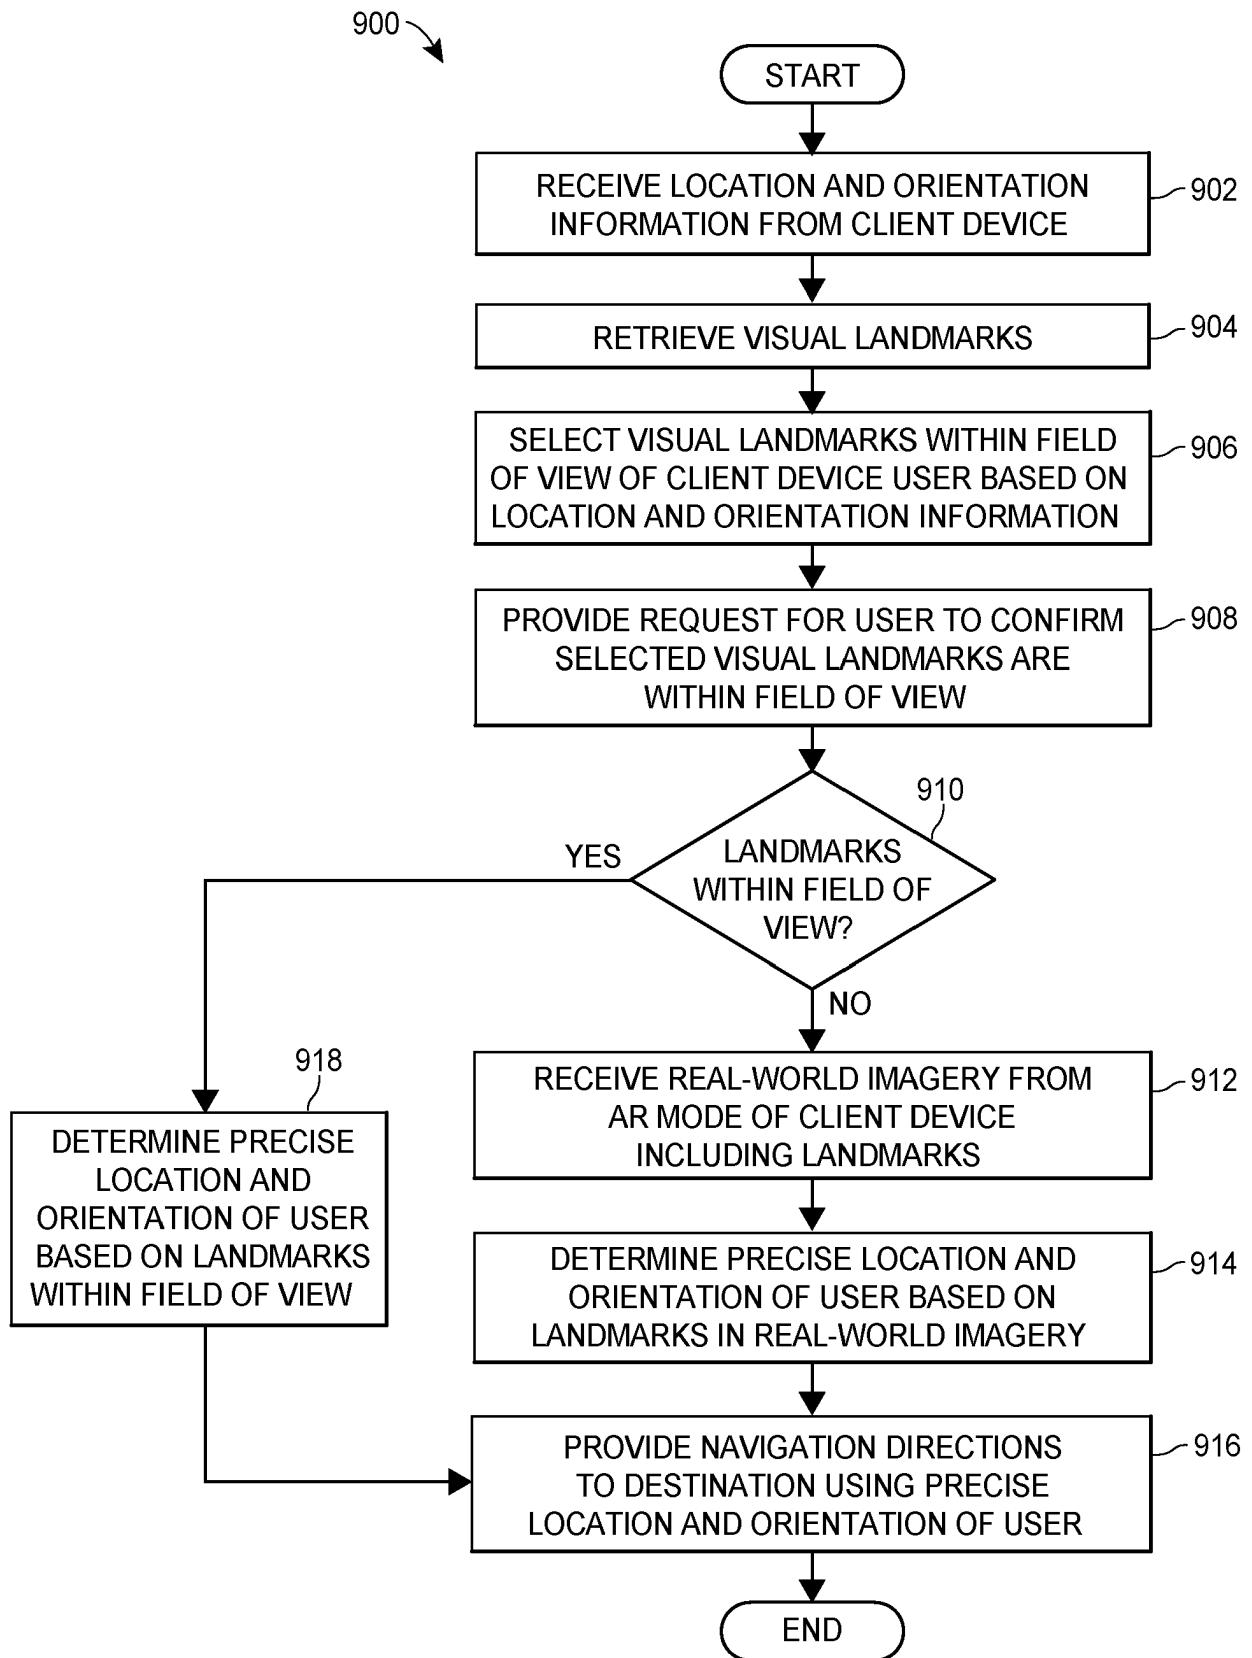 900
START
RECEIVE LOCATION AND ORIENTATION
INFORMATION FROM CLIENT DEVICE
902
RETRIEVE VISUAL LANDMARKS
904
SELECT VISUAL LANDMARKS WITHIN FIELD
OF VIEW OF CLIENT DEVICE USER BASED ON
LOCATION AND ORIENTATION INFORMATION
906
PROVIDE REQUEST FOR USER TO CONFIRM
SELECTED VISUAL LANDMARKS ARE
WITHIN FIELD OF VIEW
908
910
LANDMARKS
WITHIN FIELD OF
VIEW?
YES
NO
918
DETERMINE PRECISE
LOCATION AND
ORIENTATION OF USER
BASED ON LANDMARKS
WITHIN FIELD OF VIEW
RECEIVE REAL-WORLD IMAGERY FROM
AR MODE OF CLIENT DEVICE
INCLUDING LANDMARKS
912
DETERMINE PRECISE LOCATION AND
ORIENTATION OF USER BASED ON
LANDMARKS IN REAL-WORLD IMAGERY
914
PROVIDE NAVIGATION DIRECTIONS
TO DESTINATION USING PRECISE
LOCATION AND ORIENTATION OF USER
916
END